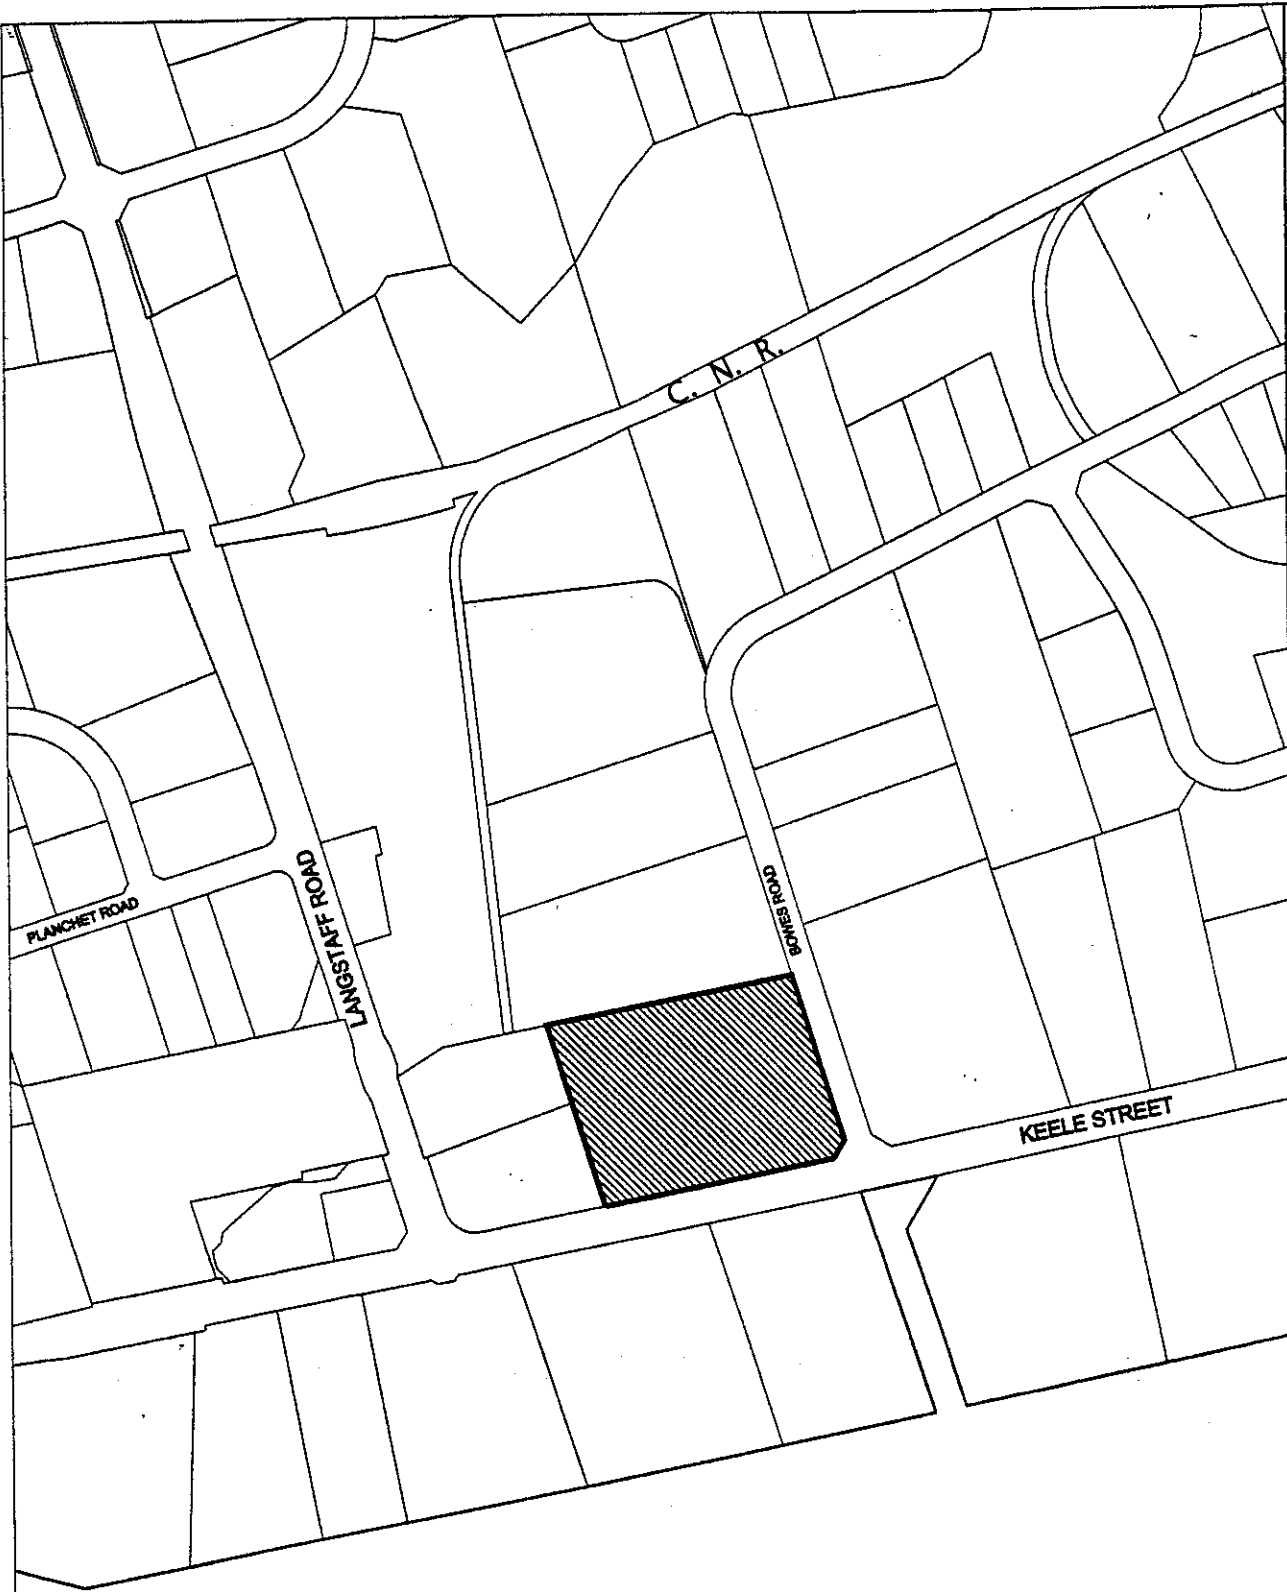 C. N. R.
PLANCHET ROAD
LANGSTAFF ROAD
BOWES ROAD
KEELE STREET